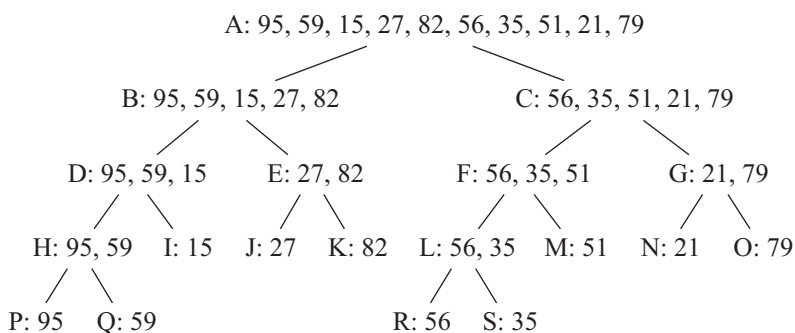 A: 95, 59, 15, 27, 82, 56, 35, 51, 21, 79
B: 95, 59, 15, 27, 82 C: 56, 35, 51, 21, 79
D: 95, 59, 15 E: 27, 82 F: 56, 35, 51 G: 21, 79
H: 95, 59 I: 15 J: 27 K: 82 L: 56, 35 M: 51 N: 21 O: 79
P: 95 Q: 59 R: 56 S: 35